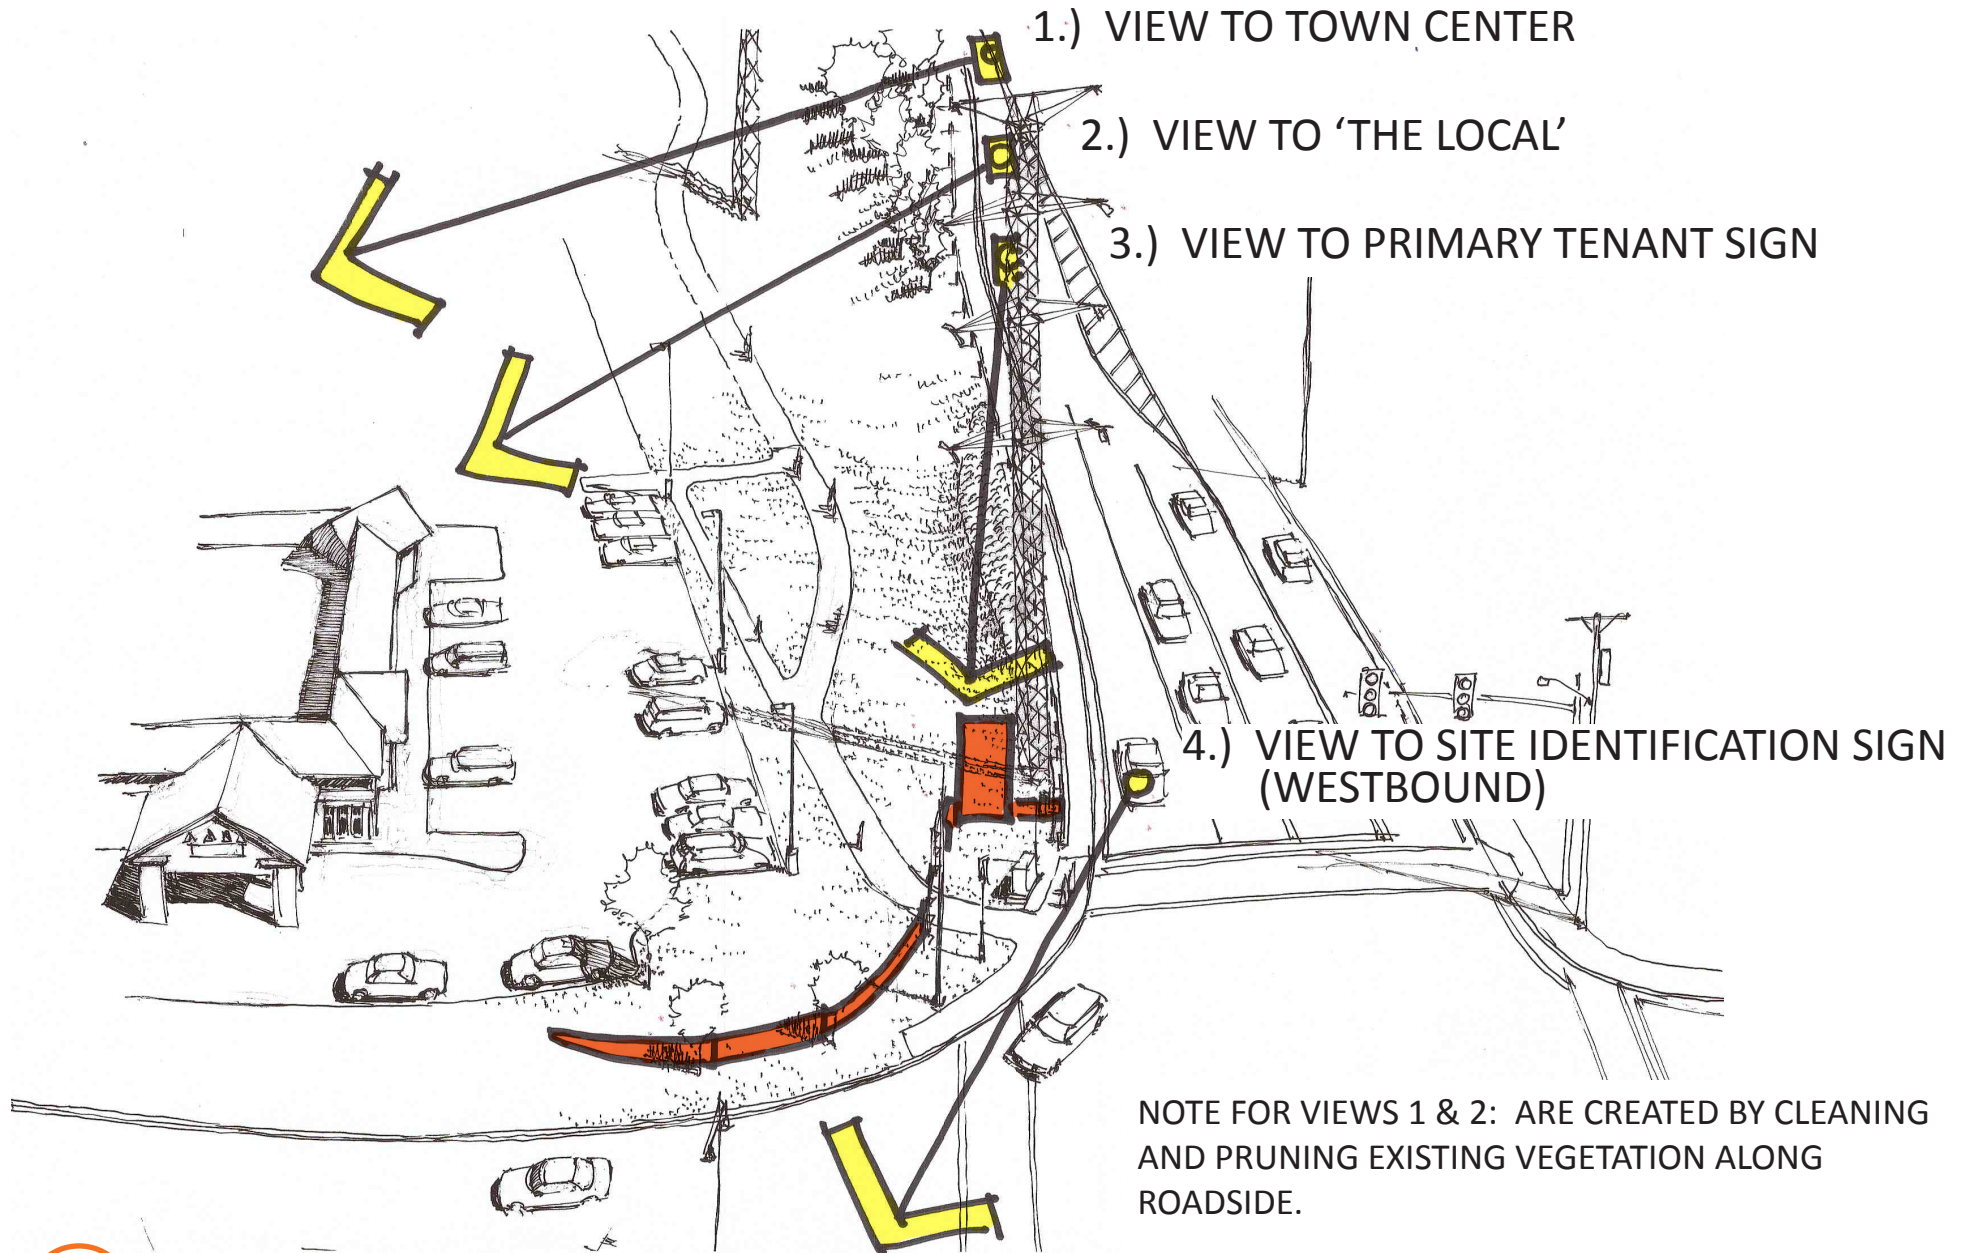 1.) VIEW TO TOWN CENTER
2.) VIEW TO ‘THE LOCAL’
3.) VIEW TO PRIMARY TENANT SIGN
4.) VIEW TO SITE IDENTIFICATION SIGN
(WESTBOUND)
NOTE FOR VIEWS 1 & 2: ARE CREATED BY CLEANING
AND PRUNING EXISTING VEGETATION ALONG
ROADSIDE.